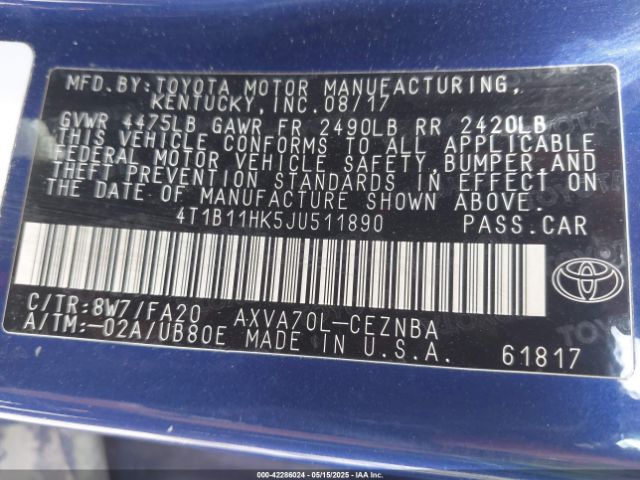 MFD.BY:TOYOTA MOTOR MANUFACTURING,
KENTUCKY,INC.08/17
GVWR 4475LB GAWR FR 2490LB RR 2420LB
THIS VEHICLE CONFORMS TO ALL APPLICABLE
FEDERAL MOTOR VEHICLE SAFETY,BUMPER,AND
THEFT PREVENTION STANDARDS IN EFFECT ON
THE DATE OF MANUFACTURE SHOWN ABOVE.
4T1B11HK5JU511890 PASS.CAR
C/TR:8W7/FA20 AXVA70L-CEZNBA
A/TM:-02A/UB80E MADE IN U.S.A. 61817
TOYOTA
000-42286024 - 05/15/2025 - COPYRIGHT IAA, LLC.